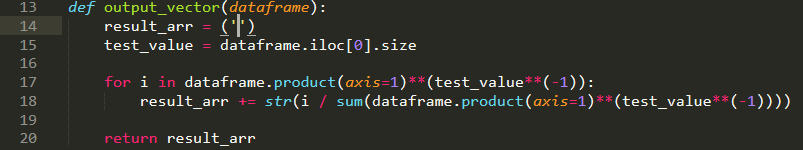 13 def output_vector(dataframe):
14     result_arr = ('')
15     test_value = dataframe.iloc[0].size
16
17     for i in dataframe.product(axis=1)**(test_value**(-1)):
18         result_arr += str(i / sum(dataframe.product(axis=1)**(test_value**(-1))))
19
20     return result_arr